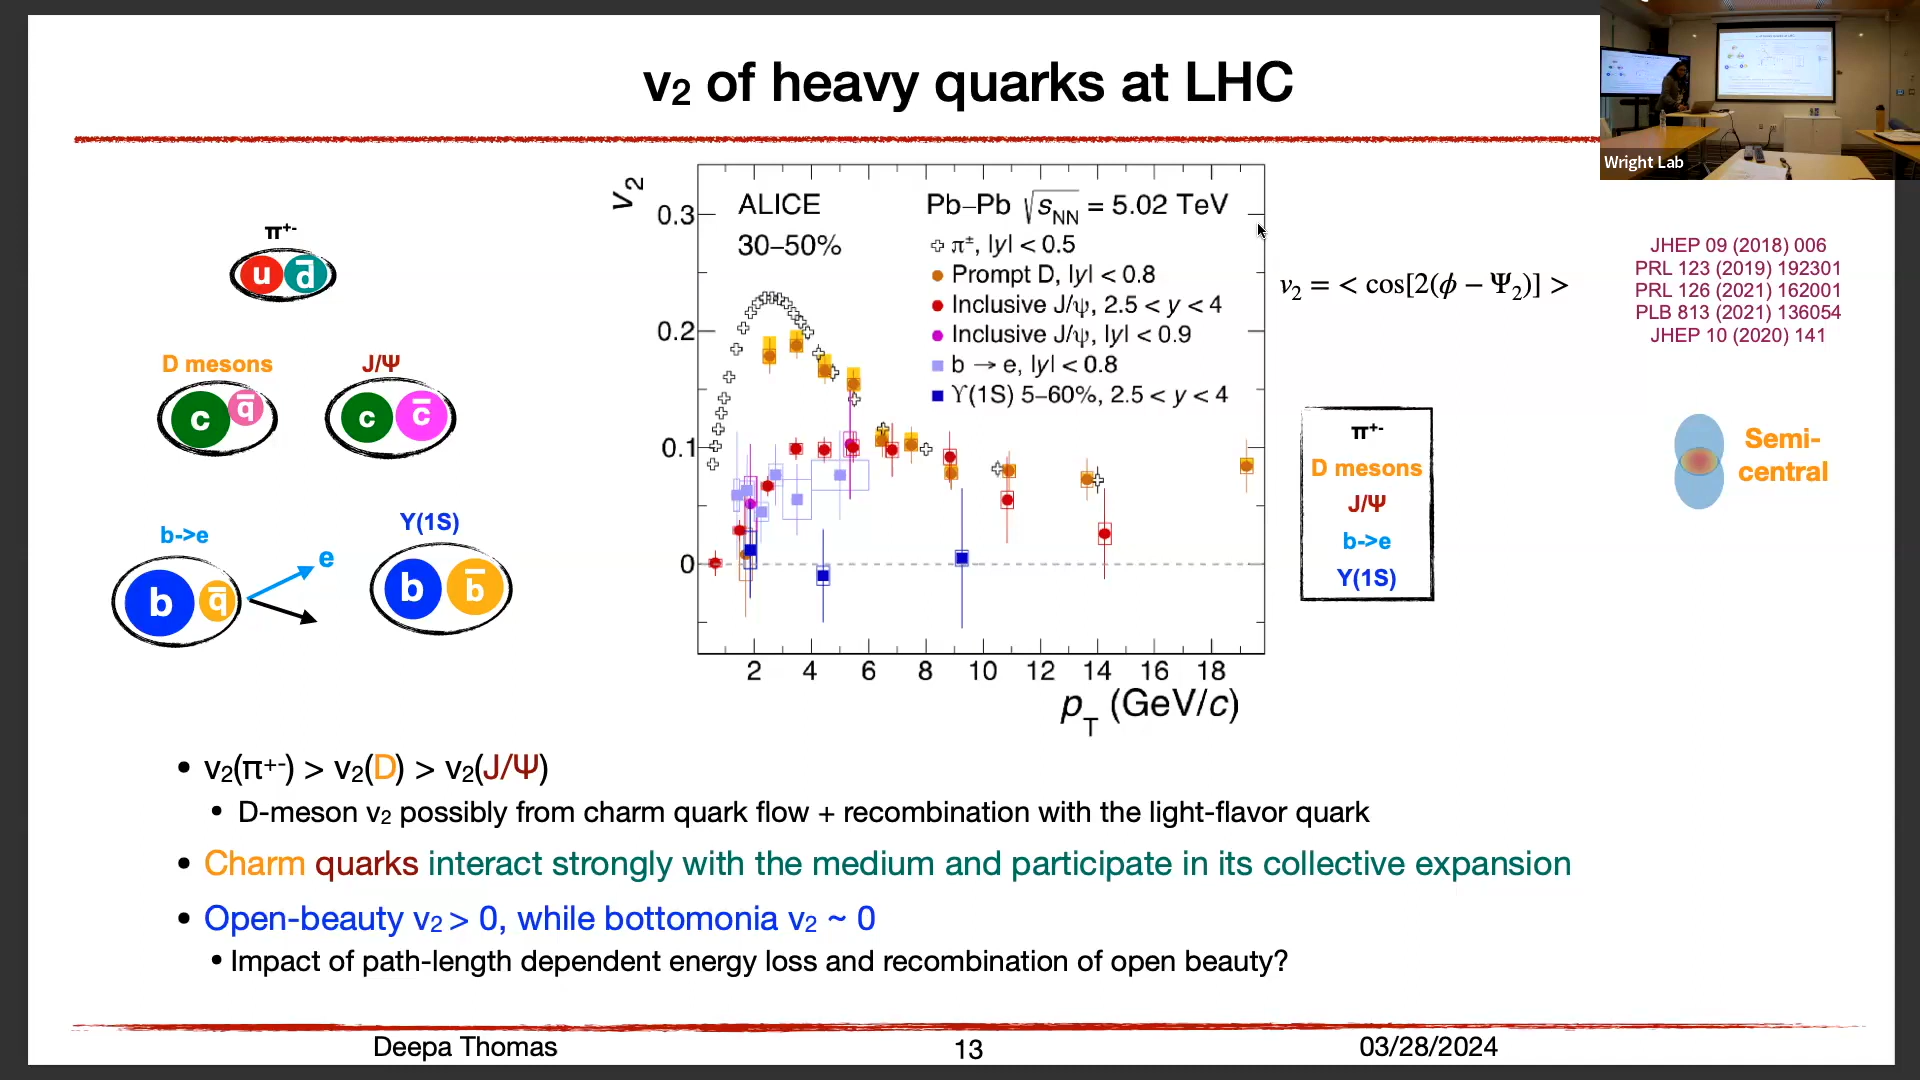 v₂ of heavy quarks at LHC
Wright Lab
π⁺⁻
u d̄
D mesons
c q̄
J/Ψ
c c̄
b->e
b q̄
e
Υ(1S)
b b̄
v₂
0.3
0.2
0.1
0
ALICE
30–50%
Pb–Pb √sNN = 5.02 TeV
π±, |y| < 0.5
Prompt D, |y| < 0.8
Inclusive J/ψ, 2.5 < y < 4
Inclusive J/ψ, |y| < 0.9
b → e, |y| < 0.8
ϒ(1S) 5–60%, 2.5 < y < 4
2 4 6 8 10 12 14 16 18
pT (GeV/c)
v₂ = < cos[2(ϕ − Ψ₂)] >
JHEP 09 (2018) 006
PRL 123 (2019) 192301
PRL 126 (2021) 162001
PLB 813 (2021) 136054
JHEP 10 (2020) 141
π⁺⁻
D mesons
J/Ψ
b->e
Υ(1S)
Semi-
central
• v₂(π⁺⁻) > v₂(D) > v₂(J/Ψ)
• D-meson v₂ possibly from charm quark flow + recombination with the light-flavor quark
• Charm quarks interact strongly with the medium and participate in its collective expansion
• Open-beauty v₂ > 0, while bottomonia v₂ ~ 0
• Impact of path-length dependent energy loss and recombination of open beauty?
Deepa Thomas
13
03/28/2024